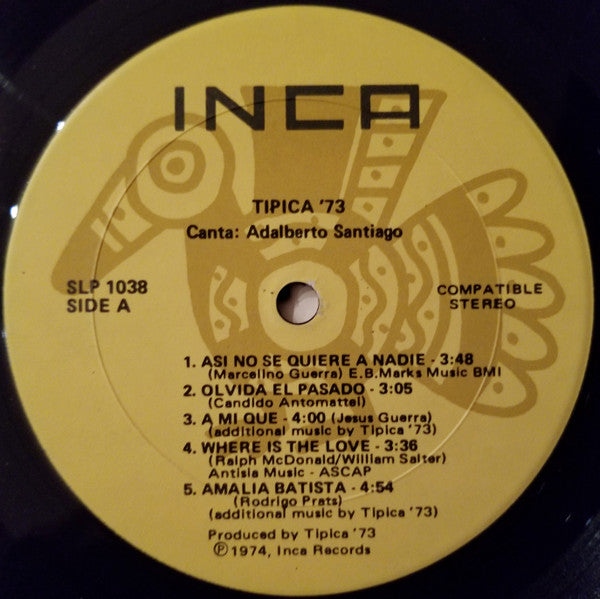 INCA
TIPICA '73
Canta: Adalberto Santiago
SLP 1038
SIDE A
COMPATIBLE
STEREO
1. ASI NO SE QUIERE A NADIE - 3:48
(Marcelino Guerra) E.B.Marks Music BMI
2. OLVIDA EL PASADO - 3:05
(Candido Antomattei)
3. A MI QUE - 4:00 (Jesus Guerra)
(additional music by Tipica '73)
4. WHERE IS THE LOVE - 3:36
(Ralph McDonald/William Salter)
Antisia Music - ASCAP
5. AMALIA BATISTA - 4:54
(Rodrigo Prats)
(additional music by Tipica '73)
Produced by Tipica '73
Ⓟ1974, Inca Records